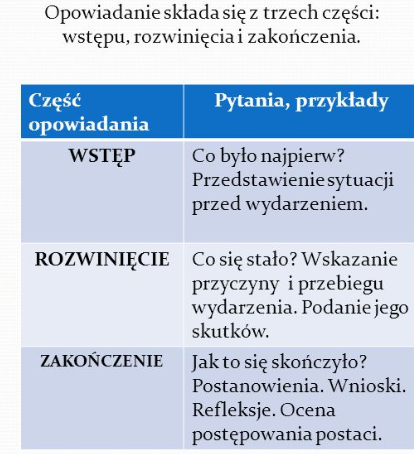 Opowiadanie składa się z trzech części:
wstępu, rozwinięcia i zakończenia.
Część opowiadania
Pytania, przykłady
WSTĘP
Co było najpierw?
Przedstawienie sytuacji
przed wydarzeniem.
ROZWINIĘCIE
Co się stało? Wskazanie
przyczyny i przebiegu
wydarzenia. Podanie jego
skutków.
ZAKOŃCZENIE
Jak to się skończyło?
Postanowienia. Wnioski.
Refleksje. Ocena
postępowania postaci.